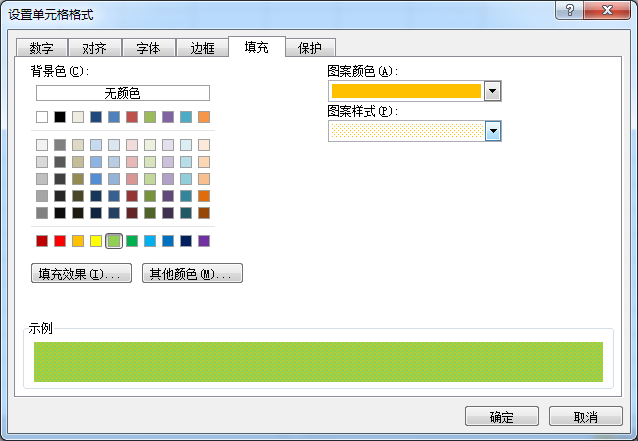 设置单元格格式
数字 对齐 字体 边框 填充 保护
背景色(C):
无颜色
图案颜色(A):
图案样式(P):
填充效果(I)... 其他颜色(M)...
示例
确定 取消